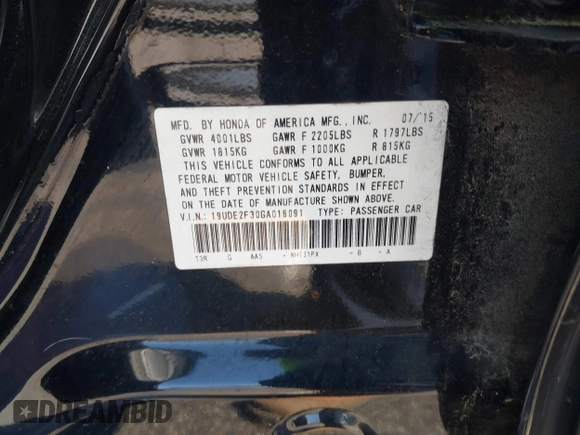 MFD. BY HONDA OF AMERICA MFG., INC. 07/'15
GVWR 4001LBS GAWR F 2205LBS R 1797LBS
GVWR 1815KG GAWR F 1000KG R 815KG
THIS VEHICLE CONFORMS TO ALL APPLICABLE
FEDERAL MOTOR VEHICLE SAFETY, BUMPER,
AND THEFT PREVENTION STANDARDS IN EFFECT
ON THE DATE OF MANUFACTURE SHOWN ABOVE.
V.I.N.: 19UDE2F30GA016091 TYPE: PASSENGER CAR
T3R G AA5 - NH731PX - B - A
DREAMBID